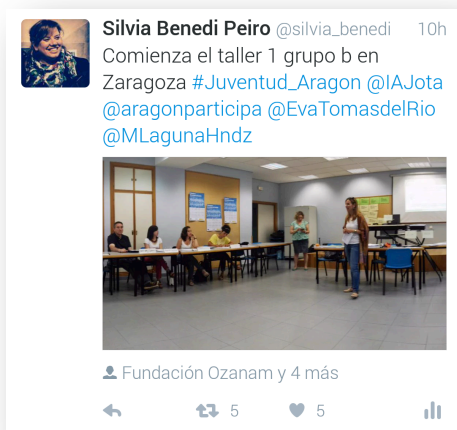 Silvia Benedi Peiro @silvia_benedi 10h
Comienza el taller 1 grupo b en
Zaragoza #Juventud_Aragon @IAJota
@aragonparticipa @EvaTomasdelRio
@MLagunaHndz
Fundación Ozanam y 4 más
5 5